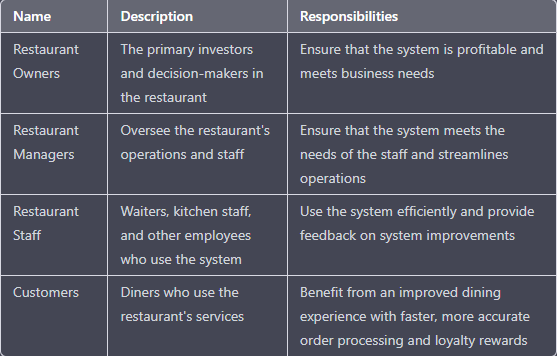 Name Description Responsibilities
Restaurant Owners
The primary investors
and decision-makers in
the restaurant
Ensure that the system is profitable and
meets business needs
Restaurant
Managers
Oversee the restaurant's
operations and staff
Ensure that the system meets the
needs of the staff and streamlines
operations
Restaurant
Staff
Waiters, kitchen staff,
and other employees
who use the system
Use the system efficiently and provide
feedback on system improvements
Customers
Diners who use the
restaurant's services
Benefit from an improved dining
experience with faster, more accurate
order processing and loyalty rewards